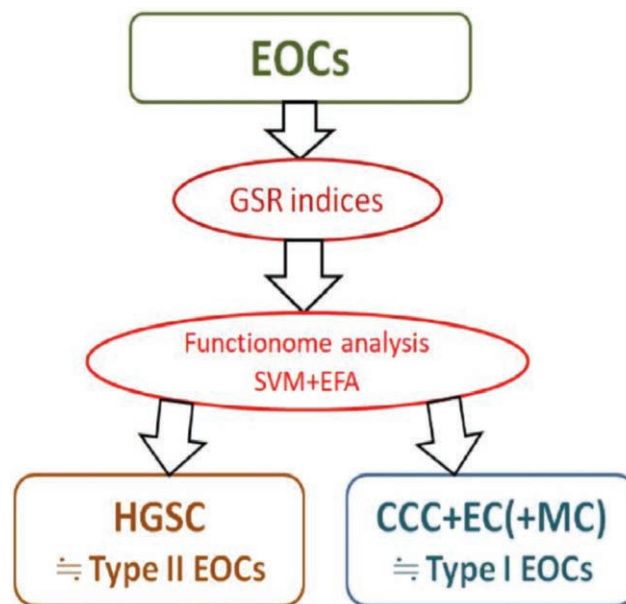 EOCs
GSR indices
Functionome analysis
SVM+EFA
HGSC
≒ Type II EOCs
CCC+EC(+MC)
≒ Type I EOCs